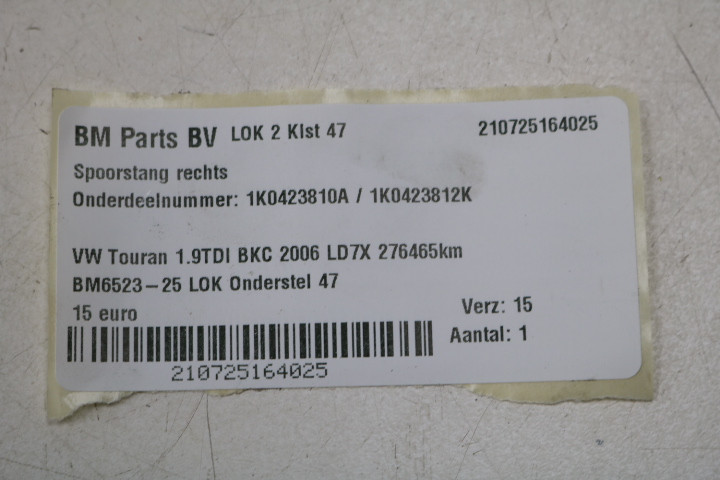 BM Parts BV LOK 2 Klst 47 210725164025
Spoorstang rechts
Onderdeelnummer: 1K0423810A / 1K0423812K
VW Touran 1.9TDI BKC 2006 LD7X 276465km
BM6523-25 LOK Onderstel 47
15 euro Verz: 15
Aantal: 1
210725164025